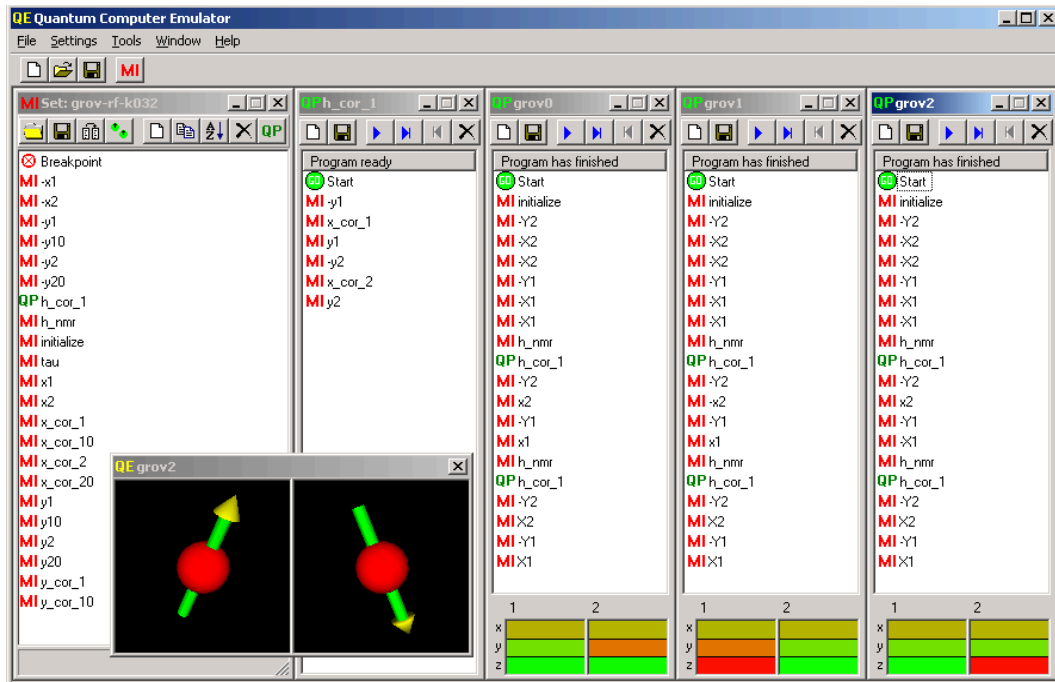 QE Quantum Computer Emulator
File Settings Tools Window Help
MI
MI Set: grov-rf-k032
QP
Breakpoint
MI -x1
MI -x2
MI -y1
MI -y10
MI -y2
MI -y20
QP h_cor_1
MI h_nmr
MI initialize
MI tau
MI x1
MI x2
MI x_cor_1
MI x_cor_10
MI x_cor_2
MI x_cor_20
MI y1
MI y10
MI y2
MI y20
MI y_cor_1
MI y_cor_10
QE grov2
QP h_cor_1
Program ready
GO Start
MI -y1
MI x_cor_1
MI y1
MI -y2
MI x_cor_2
MI y2
QP grov0
Program has finished
GO Start
MI initialize
MI -Y2
MI -X2
MI -X2
MI -Y1
MI -X1
MI -X1
MI h_nmr
QP h_cor_1
MI -Y2
MI x2
MI -Y1
MI x1
MI h_nmr
QP h_cor_1
MI -Y2
MI X2
MI -Y1
MI X1
1 2
x
y
z
QP grov1
Program has finished
GO Start
MI initialize
MI -Y2
MI -X2
MI -X2
MI -Y1
MI -X1
MI -X1
MI h_nmr
QP h_cor_1
MI -Y2
MI -x2
MI -Y1
MI x1
MI h_nmr
QP h_cor_1
MI -Y2
MI X2
MI -Y1
MI X1
1 2
x
y
z
QP grov2
Program has finished
GO Start
MI initialize
MI -Y2
MI -X2
MI -X2
MI -Y1
MI -X1
MI -X1
MI h_nmr
QP h_cor_1
MI -Y2
MI x2
MI -Y1
MI -X1
MI h_nmr
QP h_cor_1
MI -Y2
MI X2
MI -Y1
MI X1
1 2
x
y
z